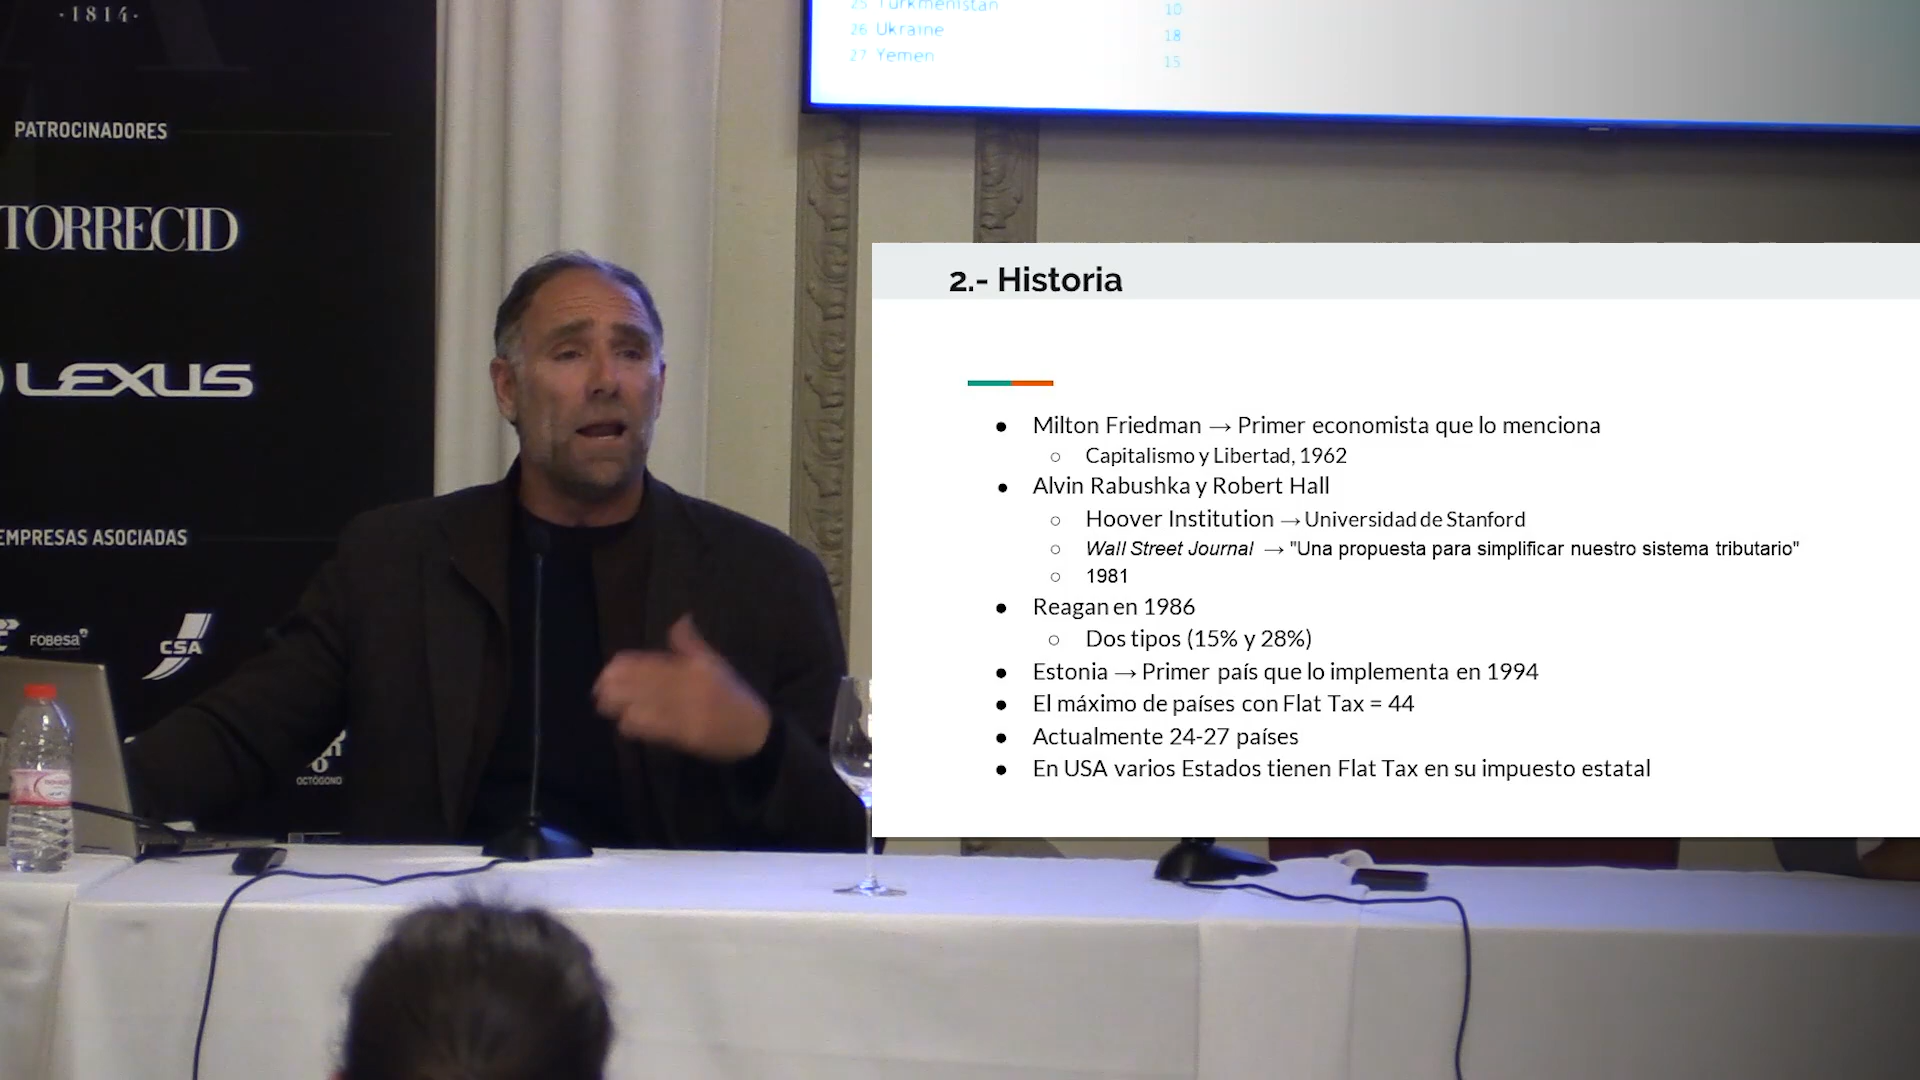 ·1814·
PATROCINADORES
TORRECID
LEXUS
EMPRESAS ASOCIADAS
FOBESA
CSA
OCTÓGONO
25 Turkmenistan 10
26 Ukraine 18
27 Yemen 15
2.- Historia
● Milton Friedman → Primer economista que lo menciona
○ Capitalismo y Libertad, 1962
● Alvin Rabushka y Robert Hall
○ Hoover Institution → Universidad de Stanford
○ Wall Street Journal → "Una propuesta para simplificar nuestro sistema tributario"
○ 1981
● Reagan en 1986
○ Dos tipos (15% y 28%)
● Estonia → Primer país que lo implementa en 1994
● El máximo de países con Flat Tax = 44
● Actualmente 24-27 países
● En USA varios Estados tienen Flat Tax en su impuesto estatal